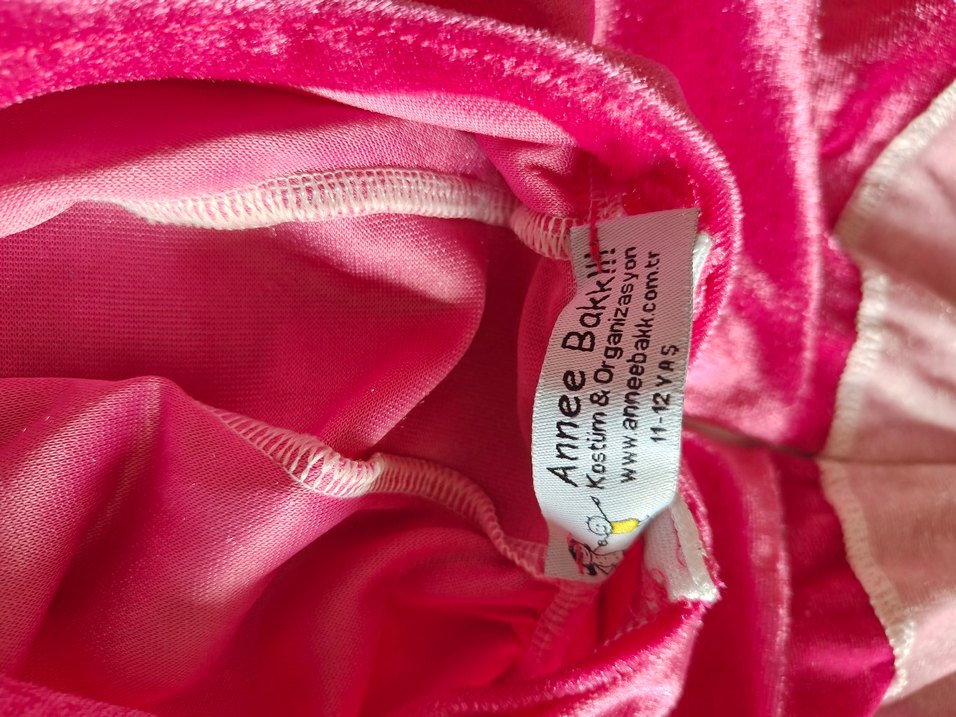 Annee Bakk!!!
Kostüm & Organizasyon
www.anneebakk.com.tr
11-12 YAŞ